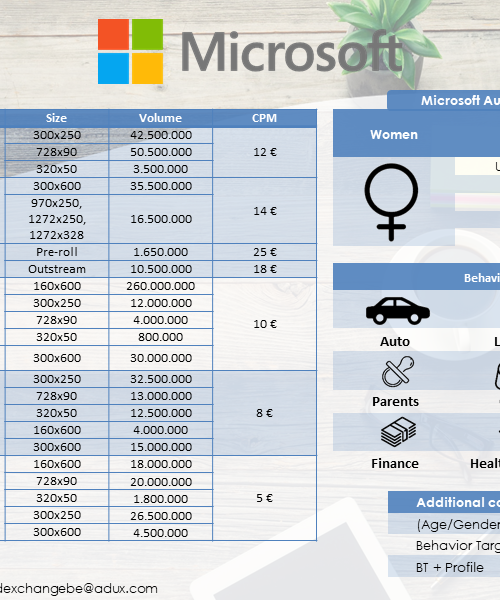 Microsoft
Size Volume CPM
300x250 42.500.000
728x90 50.500.000 12 €
320x50 3.500.000
300x600 35.500.000
970x250,
1272x250, 16.500.000 14 €
1272x328
Pre-roll 1.650.000 25 €
Outstream 10.500.000 18 €
160x600 260.000.000
300x250 12.000.000
728x90 4.000.000 10 €
320x50 800.000
300x600 30.000.000
300x250 32.500.000
728x90 13.000.000
320x50 12.500.000 8 €
160x600 4.000.000
300x600 15.000.000
160x600 18.000.000
728x90 20.000.000
320x50 1.800.000 5 €
300x250 26.500.000
300x600 4.500.000
dexchangebe@adux.com
Microsoft Au
Women
U
Behavi
Auto
L
Parents
Finance Healt
Additional co
(Age/Gender
Behavior Targ
BT + Profile